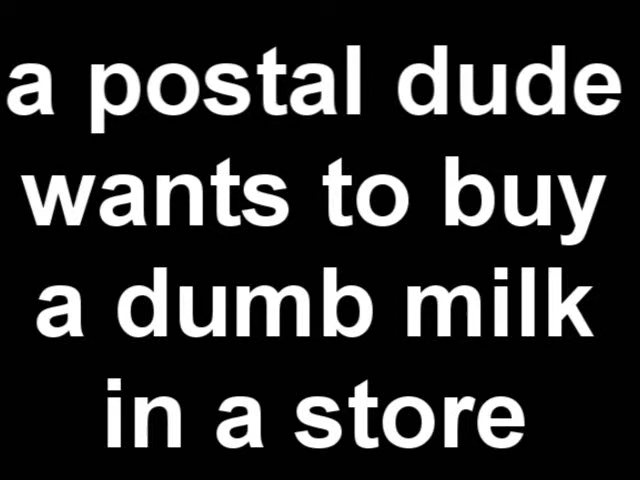 a postal dude
wants to buy
a dumb milk
in a store